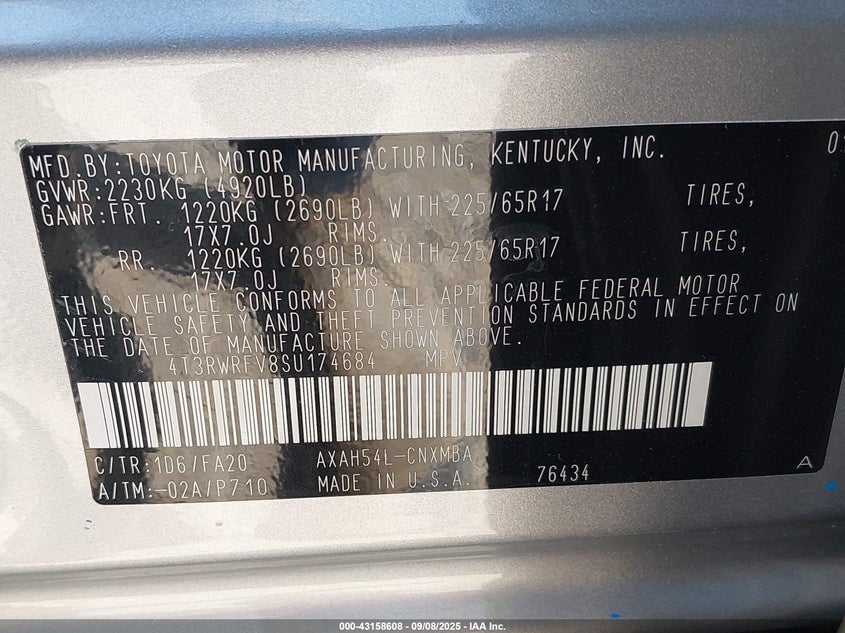 MFD.BY:TOYOTA MOTOR MANUFACTURING, KENTUCKY, INC. 0
GVWR:2230KG (4920LB)
GAWR:FRT. 1220KG (2690LB) WITH 225/65R17 TIRES,
17X7.0J RIMS.
RR. 1220KG (2690LB) WITH 225/65R17 TIRES,
17X7.0J RIMS.
THIS VEHICLE CONFORMS TO ALL APPLICABLE FEDERAL MOTOR
VEHICLE SAFETY AND THEFT PREVENTION STANDARDS IN EFFECT ON
THE DATE OF MANUFACTURE SHOWN ABOVE.
4T3RWRFV8SU174684 MPV
C/TR:1D6/FA20 AXAH54L-CNXMBA
A/TM:-02A/P710 MADE IN U.S.A. 76434 A
000-43158608 - 09/08/2025 - IAA Inc.